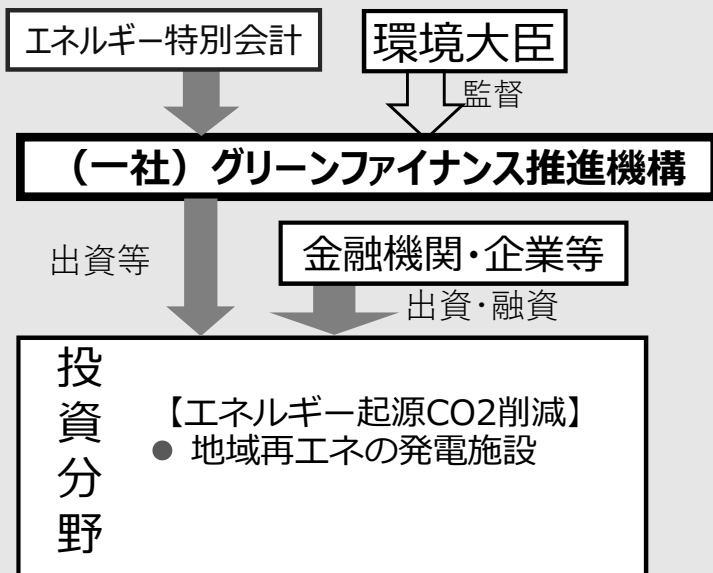 エネルギー特別会計
環境大臣
監督
（一社）グリーンファイナンス推進機構
出資等
金融機関・企業等
出資・融資
投資分野
【エネルギー起源CO2削減】
● 地域再エネの発電施設